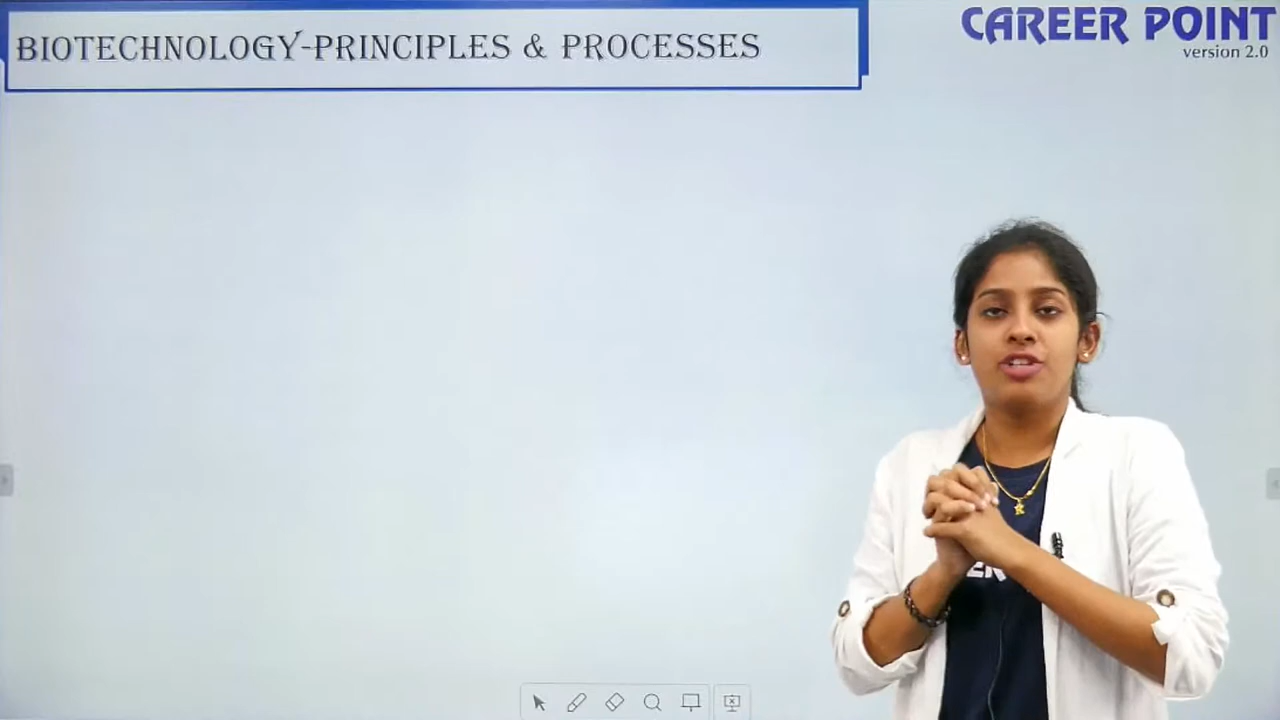 BIOTECHNOLOGY-PRINCIPLES & PROCESSES
CAREER POINT
version 2.0